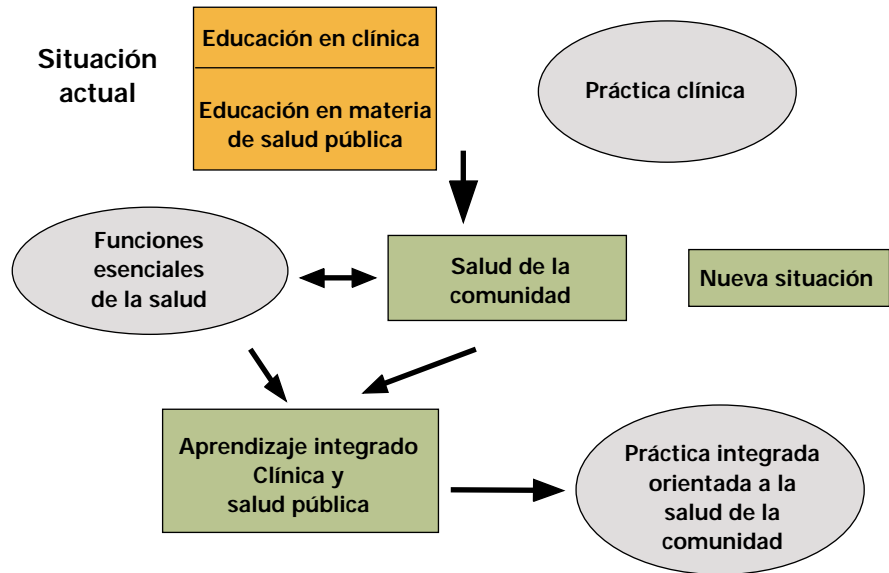 Situación
actual
Educación en clínica
Educación en materia
de salud pública
Práctica clínica
Funciones
esenciales
de la salud
Salud de la
comunidad
Nueva situación
Aprendizaje integrado
Clínica y
salud pública
Práctica integrada
orientada a la
salud de la
comunidad